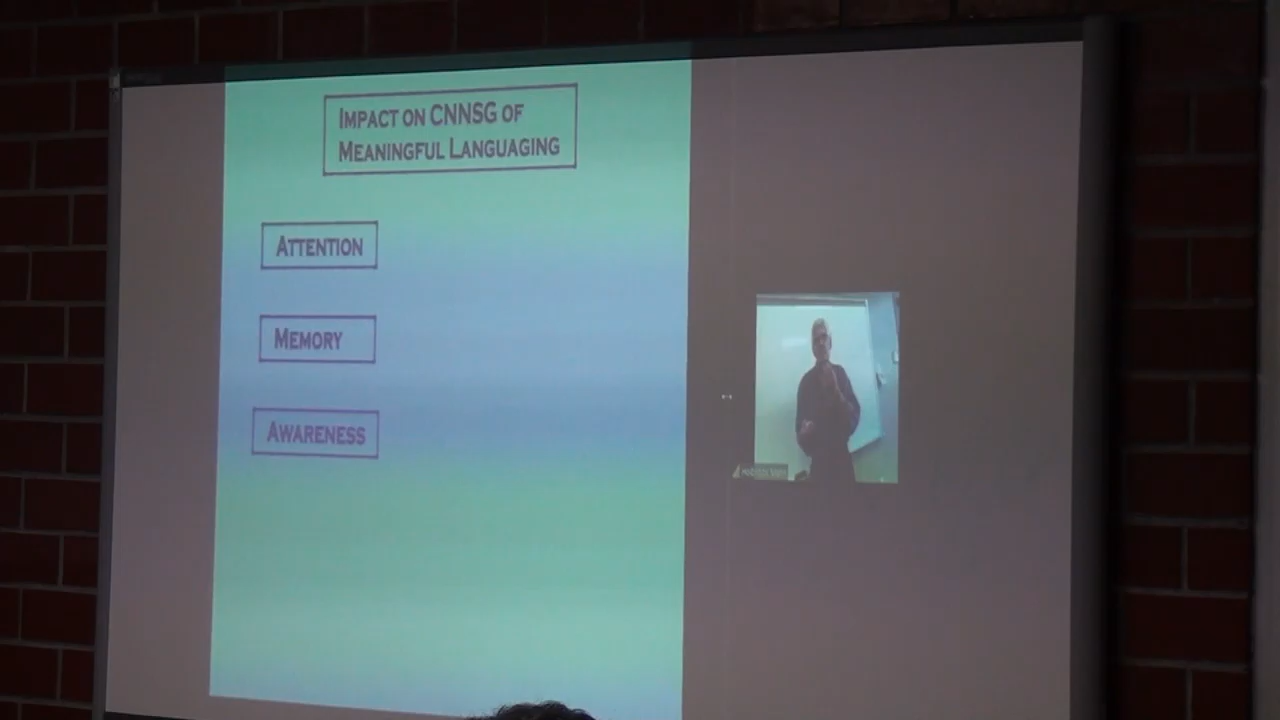 IMPACT ON CNNSG OF
MEANINGFUL LANGUAGING
ATTENTION
MEMORY
AWARENESS